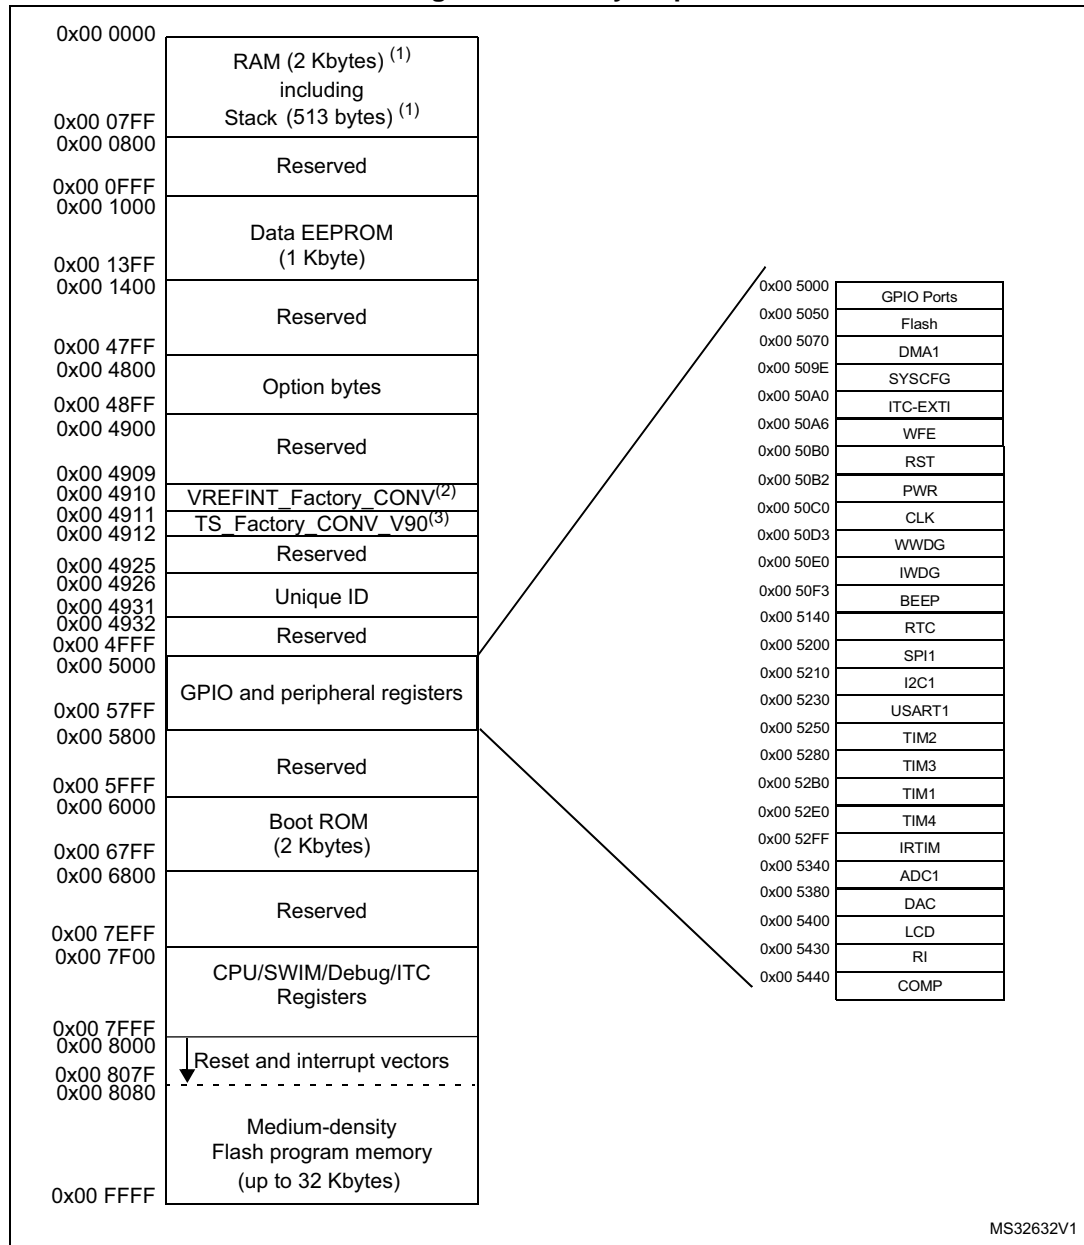 0x00 0000
RAM (2 Kbytes) (1)
including
Stack (513 bytes) (1)
0x00 07FF
0x00 0800
Reserved
0x00 0FFF
0x00 1000
Data EEPROM
(1 Kbyte)
0x00 13FF
0x00 1400
Reserved
0x00 47FF
0x00 4800
Option bytes
0x00 48FF
0x00 4900
Reserved
0x00 4909
0x00 4910
VREFINT_Factory_CONV(2)
0x00 4911
TS_Factory_CONV_V90(3)
0x00 4912
Reserved
0x00 4925
0x00 4926
Unique ID
0x00 4931
0x00 4932
Reserved
0x00 4FFF
0x00 5000
GPIO and peripheral registers
0x00 57FF
0x00 5800
Reserved
0x00 5FFF
0x00 6000
Boot ROM
(2 Kbytes)
0x00 67FF
0x00 6800
Reserved
0x00 7EFF
0x00 7F00
CPU/SWIM/Debug/ITC
Registers
0x00 7FFF
0x00 8000
Reset and interrupt vectors
0x00 807F
0x00 8080
Medium-density
Flash program memory
(up to 32 Kbytes)
0x00 FFFF
0x00 5000
GPIO Ports
0x00 5050
Flash
0x00 5070
DMA1
0x00 509E
SYSCFG
0x00 50A0
ITC-EXTI
0x00 50A6
WFE
0x00 50B0
RST
0x00 50B2
PWR
0x00 50C0
CLK
0x00 50D3
WWDG
0x00 50E0
IWDG
0x00 50F3
BEEP
0x00 5140
RTC
0x00 5200
SPI1
0x00 5210
I2C1
0x00 5230
USART1
0x00 5250
TIM2
0x00 5280
TIM3
0x00 52B0
TIM1
0x00 52E0
TIM4
0x00 52FF
IRTIM
0x00 5340
ADC1
0x00 5380
DAC
0x00 5400
LCD
0x00 5430
RI
0x00 5440
COMP
MS32632V1